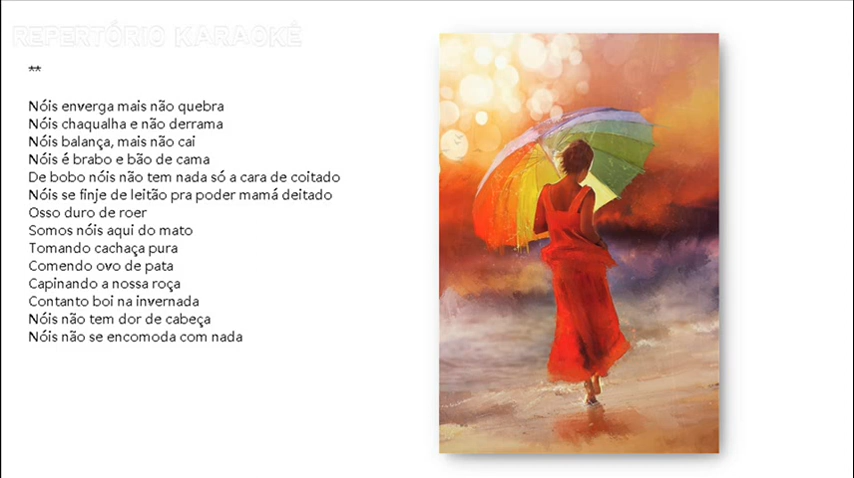 REPERTÓRIO KARAOKÉ
**
Nóis enverga mais não quebra
Nóis chaqualha e não derrama
Nóis balança, mais não cai
Nóis é brabo e bão de cama
De bobo nóis não tem nada só a cara de coitado
Nóis se finje de leitão pra poder mamá deitado
Osso duro de roer
Somos nóis aqui do mato
Tomando cachaça pura
Comendo ovo de pata
Capinando a nossa roça
Contanto boi na invernada
Nóis não tem dor de cabeça
Nóis não se encomoda com nada